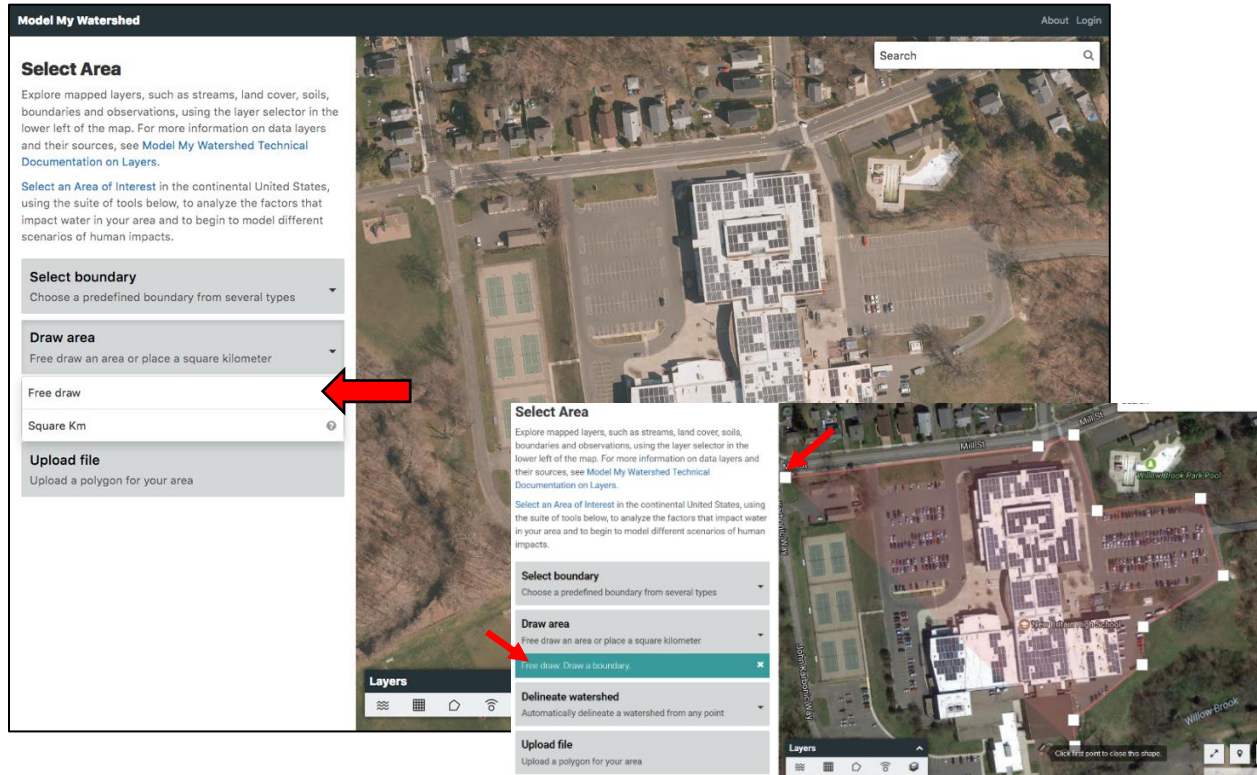 Model My Watershed
About Login
Search
Select Area
Explore mapped layers, such as streams, land cover, soils,
boundaries and observations, using the layer selector in the
lower left of the map. For more information on data layers
and their sources, see Model My Watershed Technical
Documentation on Layers.
Select an Area of Interest in the continental United States,
using the suite of tools below, to analyze the factors that
impact water in your area and to begin to model different
scenarios of human impacts.
Select boundary
Choose a predefined boundary from several types
Draw area
Free draw an area or place a square kilometer
Free draw
Square Km
Upload file
Upload a polygon for your area
Layers
Select Area
Explore mapped layers, such as streams, land cover, soils,
boundaries and observations, using the layer selector in the
lower left of the map. For more information on data layers and
their sources, see Model My Watershed Technical
Documentation on Layers.
Select an Area of Interest in the continental United States, using
the suite of tools below, to analyze the factors that impact water
in your area and to begin to model different scenarios of human
impacts.
Select boundary
Choose a predefined boundary from several types
Draw area
Free draw an area or place a square kilometer
Free draw: Draw a boundary.
Delineate watershed
Automatically delineate a watershed from any point
Upload file
Upload a polygon for your area
Mill St
Mill St
Willow Brook Park Pool
New Britain High School
John Karbonic Way
Willow Brook
Layers
Click first point to close this shape.